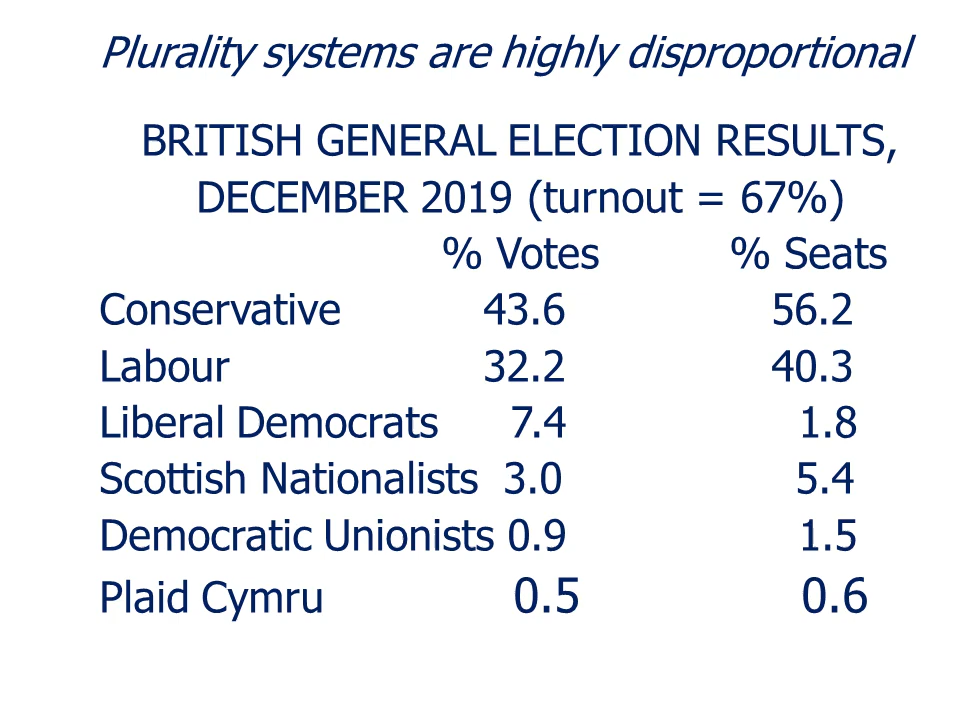 Plurality systems are highly disproportional
BRITISH GENERAL ELECTION RESULTS,
DECEMBER 2019 (turnout = 67%)
% Votes % Seats
Conservative 43.6 56.2
Labour 32.2 40.3
Liberal Democrats 7.4 1.8
Scottish Nationalists 3.0 5.4
Democratic Unionists 0.9 1.5
Plaid Cymru 0.5 0.6